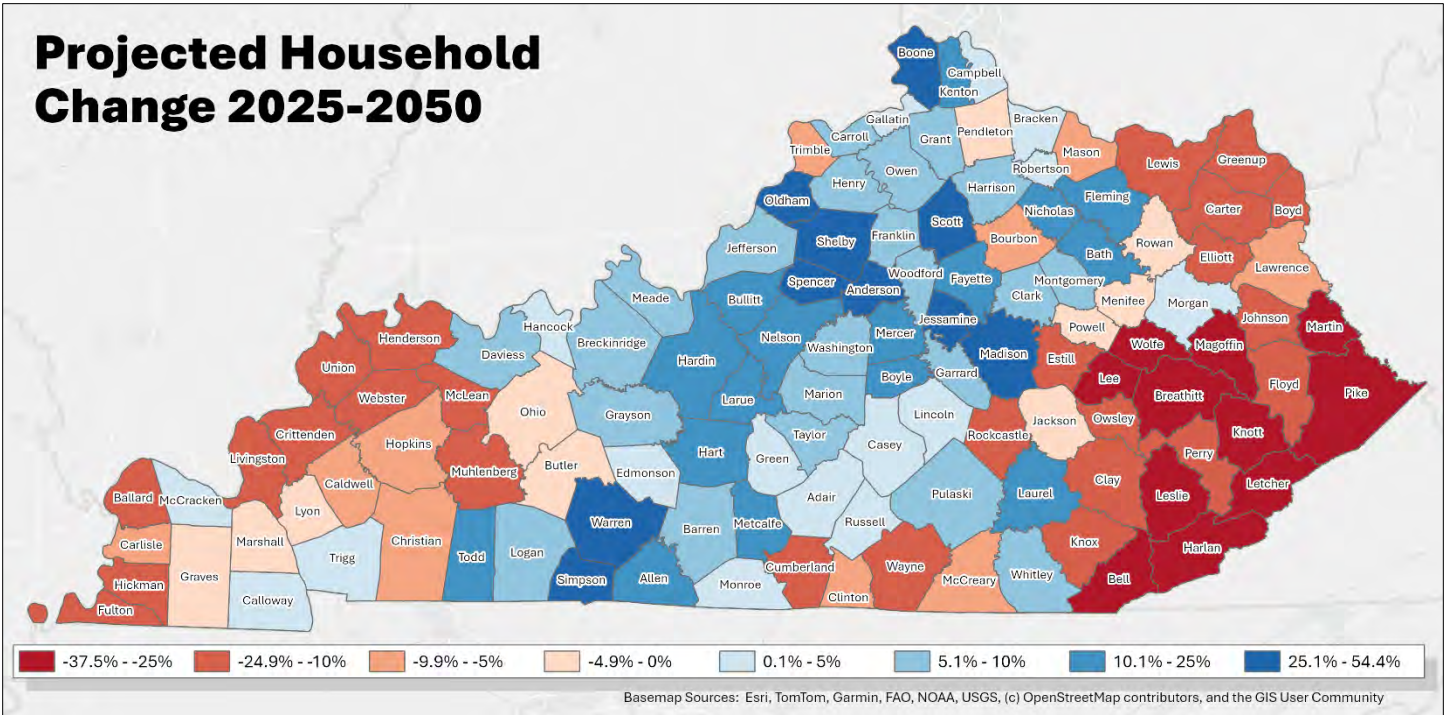 Projected Household
Change 2025-2050
Boone
Campbell
Kenton
Gallatin
Bracken
Carroll
Grant
Pendleton
Trimble
Mason
Lewis
Greenup
Owen
Robertson
Henry
Harrison
Fleming
Oldham
Nicholas
Carter
Boyd
Scott
Shelby
Franklin
Bourbon
Rowan
Jefferson
Bath
Elliott
Lawrence
Woodford
Spencer
Fayette
Montgomery
Anderson
Clark
Menifee
Morgan
Meade
Bullitt
Jessamine
Johnson
Martin
Hancock
Powell
Henderson
Nelson
Mercer
Wolfe
Magoffin
Breckinridge
Washington
Daviess
Madison
Estill
Hardin
Union
Garrard
Boyle
Lee
Floyd
Pike
Webster
McLean
Marion
Breathitt
Larue
Ohio
Grayson
Lincoln
Jackson
Owsley
Crittenden
Taylor
Rockcastle
Knott
Hopkins
Casey
Hart
Perry
Livingston
Green
Butler
Muhlenberg
Edmonson
Clay
Caldwell
Letcher
Ballard
McCracken
Adair
Pulaski
Laurel
Leslie
Lyon
Warren
Metcalfe
Russell
Barren
Carlisle
Marshall
Christian
Knox
Harlan
Logan
Todd
Trigg
Cumberland
Wayne
Graves
Whitley
Hickman
Simpson
Allen
Monroe
McCreary
Bell
Clinton
Calloway
Fulton
-37.5% - -25% -24.9% - -10% -9.9% - -5% -4.9% - 0% 0.1% - 5% 5.1% - 10% 10.1% - 25% 25.1% - 54.4%
Basemap Sources: Esri, TomTom, Garmin, FAO, NOAA, USGS, (c) OpenStreetMap contributors, and the GIS User Community